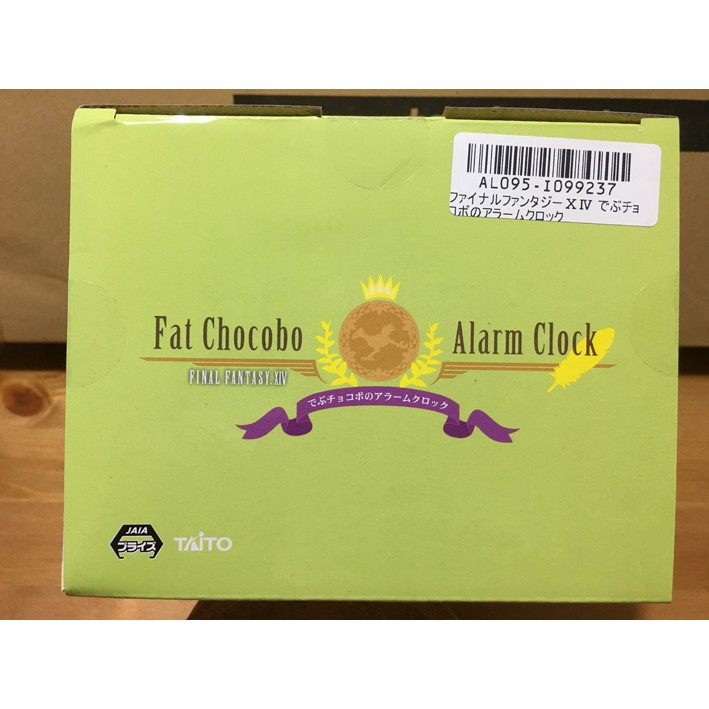 AL095-I099237
ファイナルファンタジーXIV でぶチョ
コボのアラームクロック
Fat Chocobo Alarm Clock
FINAL FANTASY XIV
でぶチョコボのアラームクロック
JAIA
プライズ
TAITO